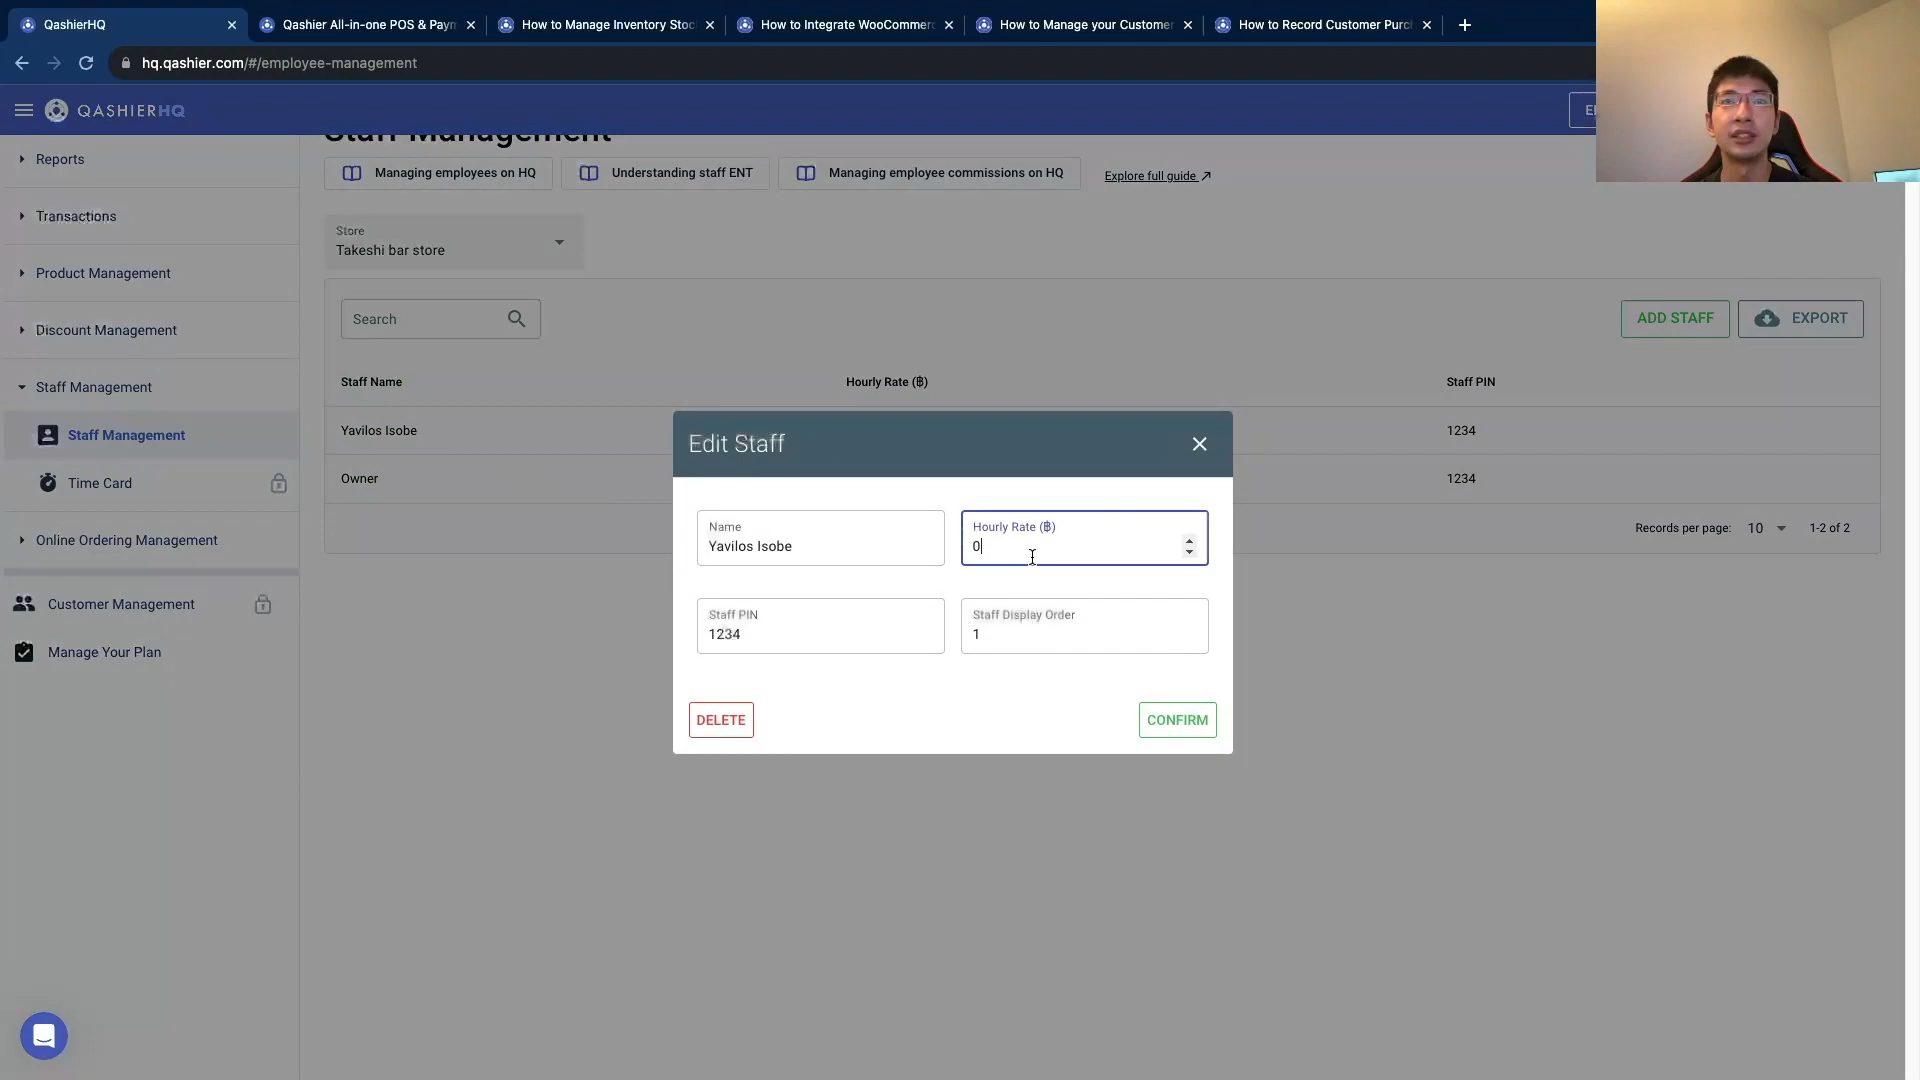 QashierHQ
Qashier All-in-one POS & Paym
How to Manage Inventory Stoc
How to Integrate WooCommerc
How to Manage your Customer
How to Record Customer Purc
hq.qashier.com/#/employee-management
QASHIERHQ
Staff Management
Managing employees on HQ
Understanding staff ENT
Managing employee commissions on HQ
Explore full guide
Reports
Transactions
Product Management
Discount Management
Staff Management
Staff Management
Time Card
Online Ordering Management
Customer Management
Manage Your Plan
Store
Takeshi bar store
Search
ADD STAFF
EXPORT
Staff Name
Hourly Rate (฿)
Staff PIN
Yavilos Isobe
1234
Owner
1234
Records per page:
10
1-2 of 2
Edit Staff
Name
Yavilos Isobe
Hourly Rate (฿)
0
Staff PIN
1234
Staff Display Order
1
DELETE
CONFIRM